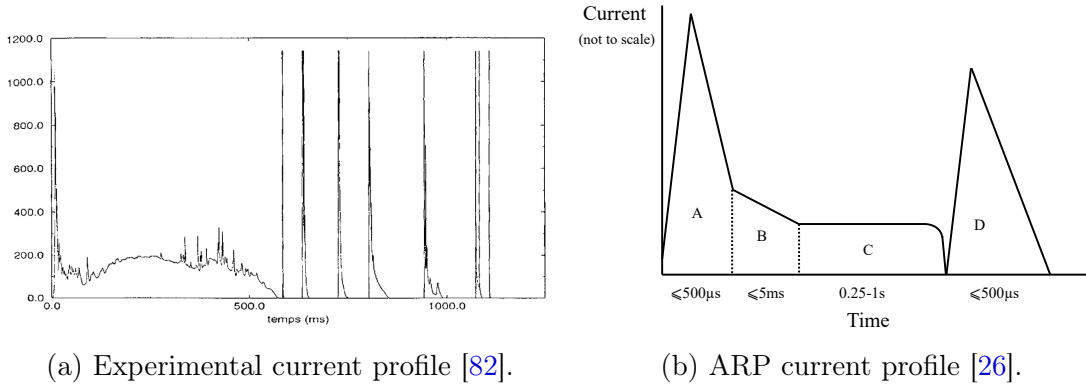 1200.0
1000.0
800.0
600.0
400.0
200.0
0.0
0.0
500.0
1000.0
temps (ms)
(a) Experimental current profile [82].
Current
(not to scale)
A
B
C
D
⩽500μs
⩽5ms
0.25-1s
⩽500μs
Time
(b) ARP current profile [26].